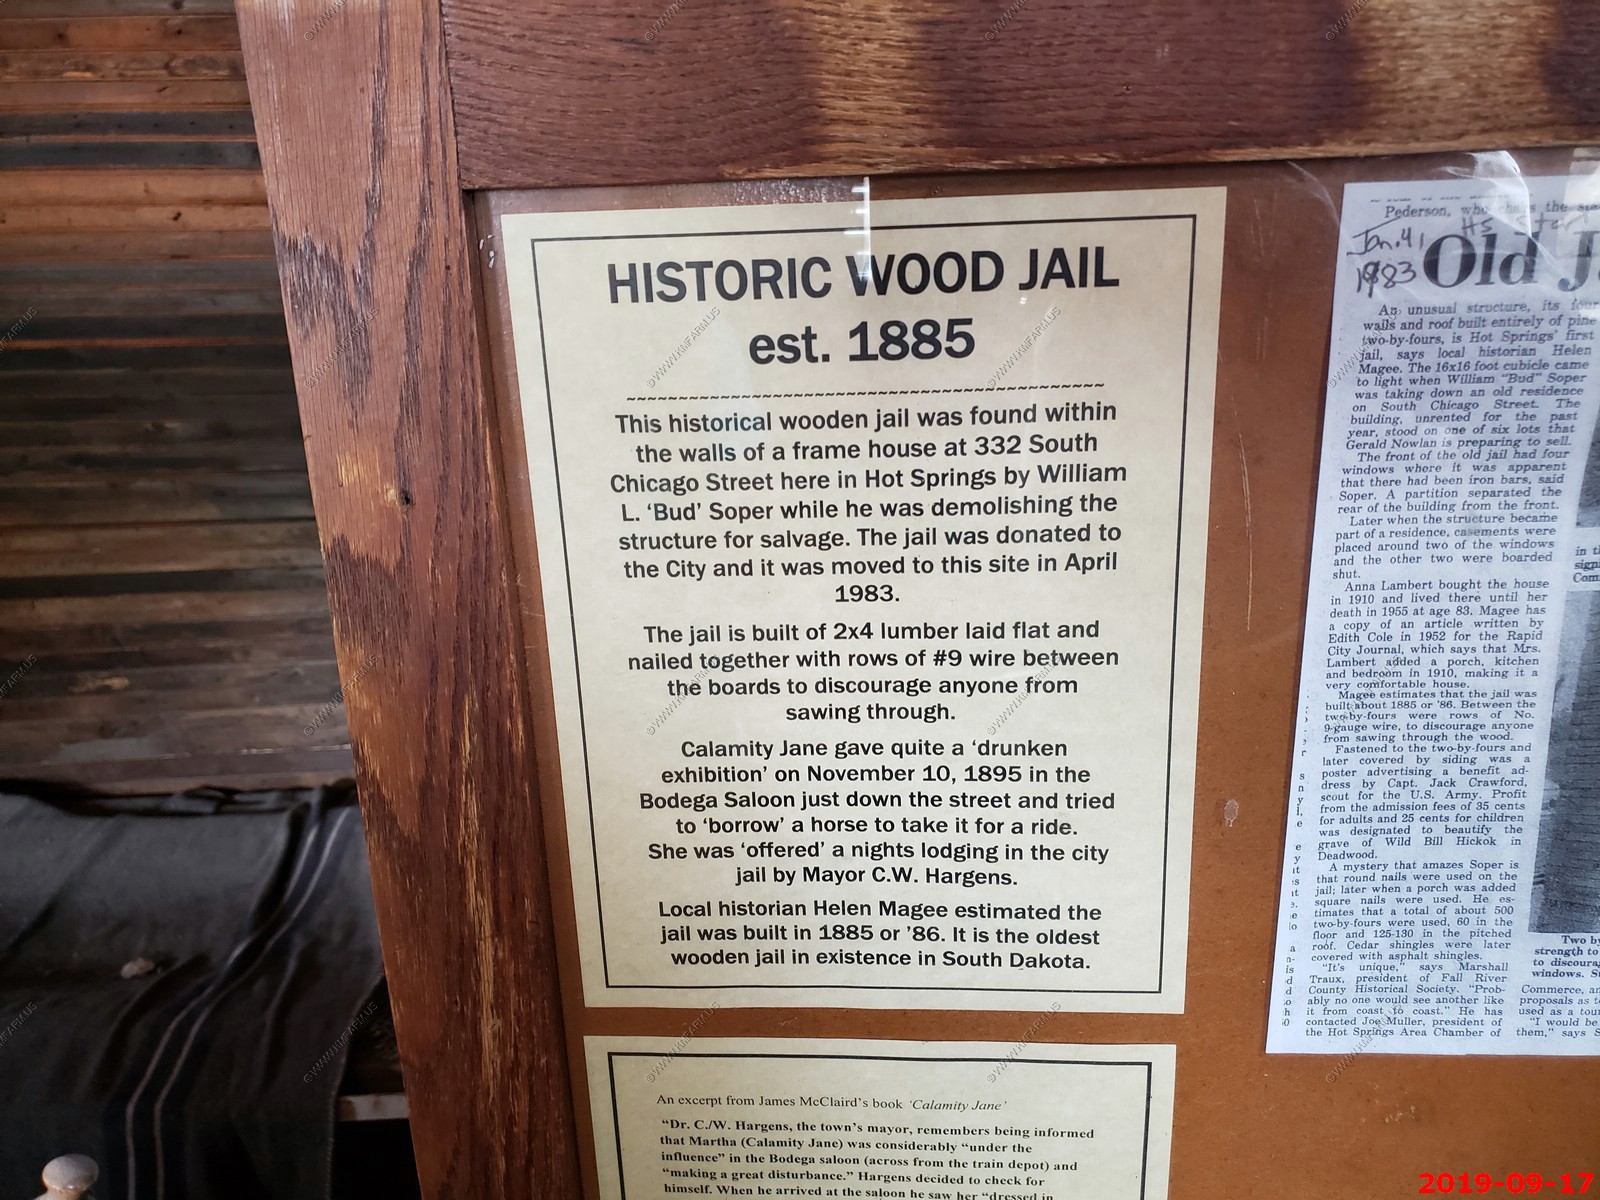 HISTORIC WOOD JAIL
est. 1885
~~~~~~~~~~~~~~~~~~~~~~~~~~~~~~~~~~~~~~~~~~~
This historical wooden jail was found within
the walls of a frame house at 332 South
Chicago Street here in Hot Springs by William
L. ‘Bud’ Soper while he was demolishing the
structure for salvage. The jail was donated to
the City and it was moved to this site in April
1983.
The jail is built of 2x4 lumber laid flat and
nailed together with rows of #9 wire between
the boards to discourage anyone from
sawing through.
Calamity Jane gave quite a ‘drunken
exhibition’ on November 10, 1895 in the
Bodega Saloon just down the street and tried
to ‘borrow’ a horse to take it for a ride.
She was ‘offered’ a nights lodging in the city
jail by Mayor C.W. Hargens.
Local historian Helen Magee estimated the
jail was built in 1885 or ’86. It is the oldest
wooden jail in existence in South Dakota.
An excerpt from James McClaird’s book ‘Calamity Jane’
“Dr. C./W. Hargens, the town’s mayor, remembers being informed
that Martha (Calamity Jane) was considerably “under the
influence” in the Bodega saloon (across from the train depot) and
“making a great disturbance.” Hargens decided to check for
himself. When he arrived at the saloon he saw her “dressed in
Pederson, who the
Jan. 4, HS Star
1983
Old J
An unusual structure, its four
walls and roof built entirely of pine
two-by-fours, is Hot Springs’ first
jail, says local historian Helen
Magee. The 16x16 foot cubicle came
to light when William “Bud” Soper
was taking down an old residence
on South Chicago Street. The
building, unrented for the past
year, stood on one of six lots that
Gerald Nowlan is preparing to sell.
The front of the old jail had four
windows where it was apparent
that there had been iron bars, said
Soper. A partition separated the
rear of the building from the front.
Later when the structure became
part of a residence, casements were
placed around two of the windows
and the other two were boarded
shut.
Anna Lambert bought the house
in 1910 and lived there until her
death in 1955 at age 83. Magee has
a copy of an article written by
Edith Cole in 1952 for the Rapid
City Journal, which says that Mrs.
Lambert added a porch, kitchen
and bedroom in 1910, making it a
very comfortable house.
Magee estimates that the jail was
built about 1885 or ’86. Between the
two-by-fours were rows of No.
9-gauge wire, to discourage anyone
from sawing through the wood.
Fastened to the two-by-fours and
later covered by siding was a
poster advertising a benefit ad-
dress by Capt. Jack Crawford,
scout for the U.S. Army. Profit
from the admission fees of 35 cents
for adults and 25 cents for children
was designated to beautify the
grave of Wild Bill Hickok in
Deadwood.
A mystery that amazes Soper is
that round nails were used on the
jail; later when a porch was added
square nails were used. He es-
timates that a total of about 500
two-by-fours were used, 60 in the
floor and 125-130 in the pitched
roof. Cedar shingles were later
covered with asphalt shingles.
“It’s unique,” says Marshall
Traux, president of Fall River
County Historical Society. “Prob-
ably no one would see another like
it from coast to coast.” He has
contacted Joe Muller, president of
the Hot Springs Area Chamber of
in
Com
Two
strength to
to
windows.
Commerce,
proposals as
used as a
“I would be
them,” says
©WWW.KMFARM.US
2019-09-17